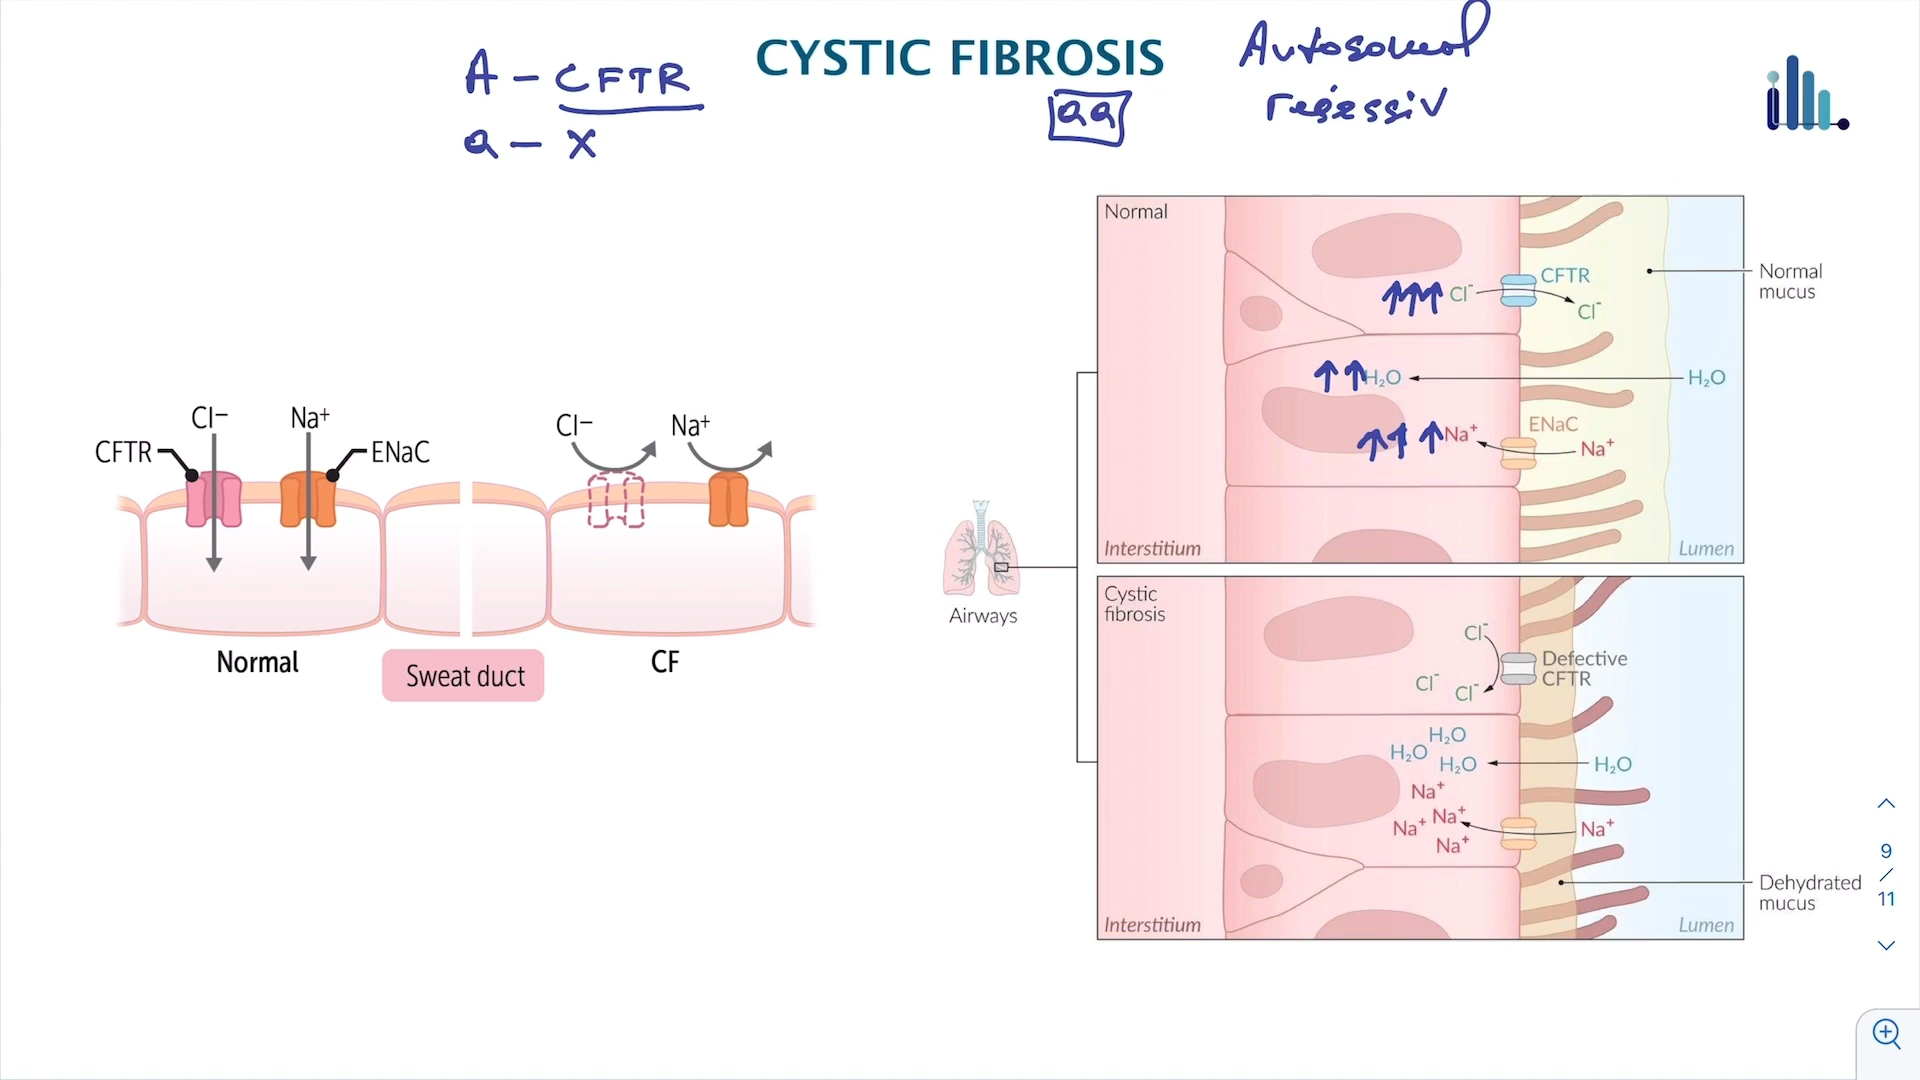 CYSTIC FIBROSIS
A – CFTR
a – X
aa
Autosomal
resessiv
Cl–
Na+
CFTR
ENaC
Normal
Cl–
Na+
CF
Sweat duct
Airways
Normal
Cl-
CFTR
Cl-
H2O
H2O
Na+
ENaC
Na+
Interstitium
Lumen
Normal
mucus
Cystic
fibrosis
Cl-
Cl-
Cl-
Defective
CFTR
H2O
H2O
H2O
H2O
Na+
Na+
Na+
Na+
Na+
Interstitium
Lumen
Dehydrated
mucus
9
/
11